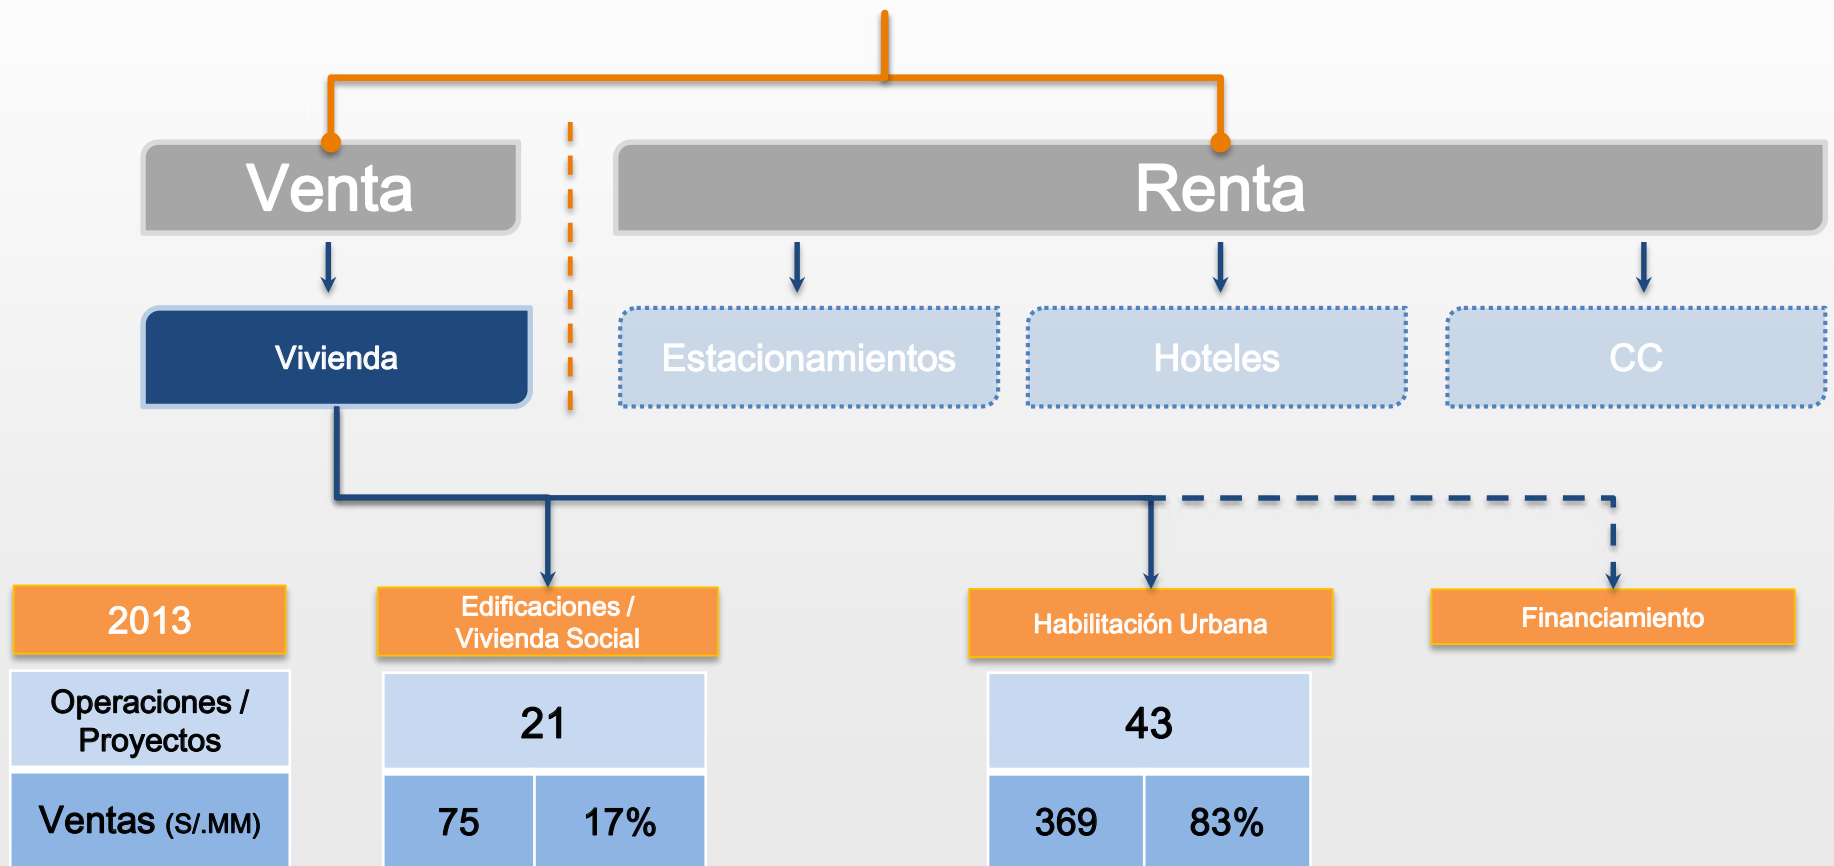 Venta
Renta
Vivienda
Estacionamientos
Hoteles
CC
2013
Edificaciones /
Vivienda Social
Habilitación Urbana
Financiamiento
Operaciones /
Proyectos
21
43
Ventas (S/.MM)
75
17%
369
83%